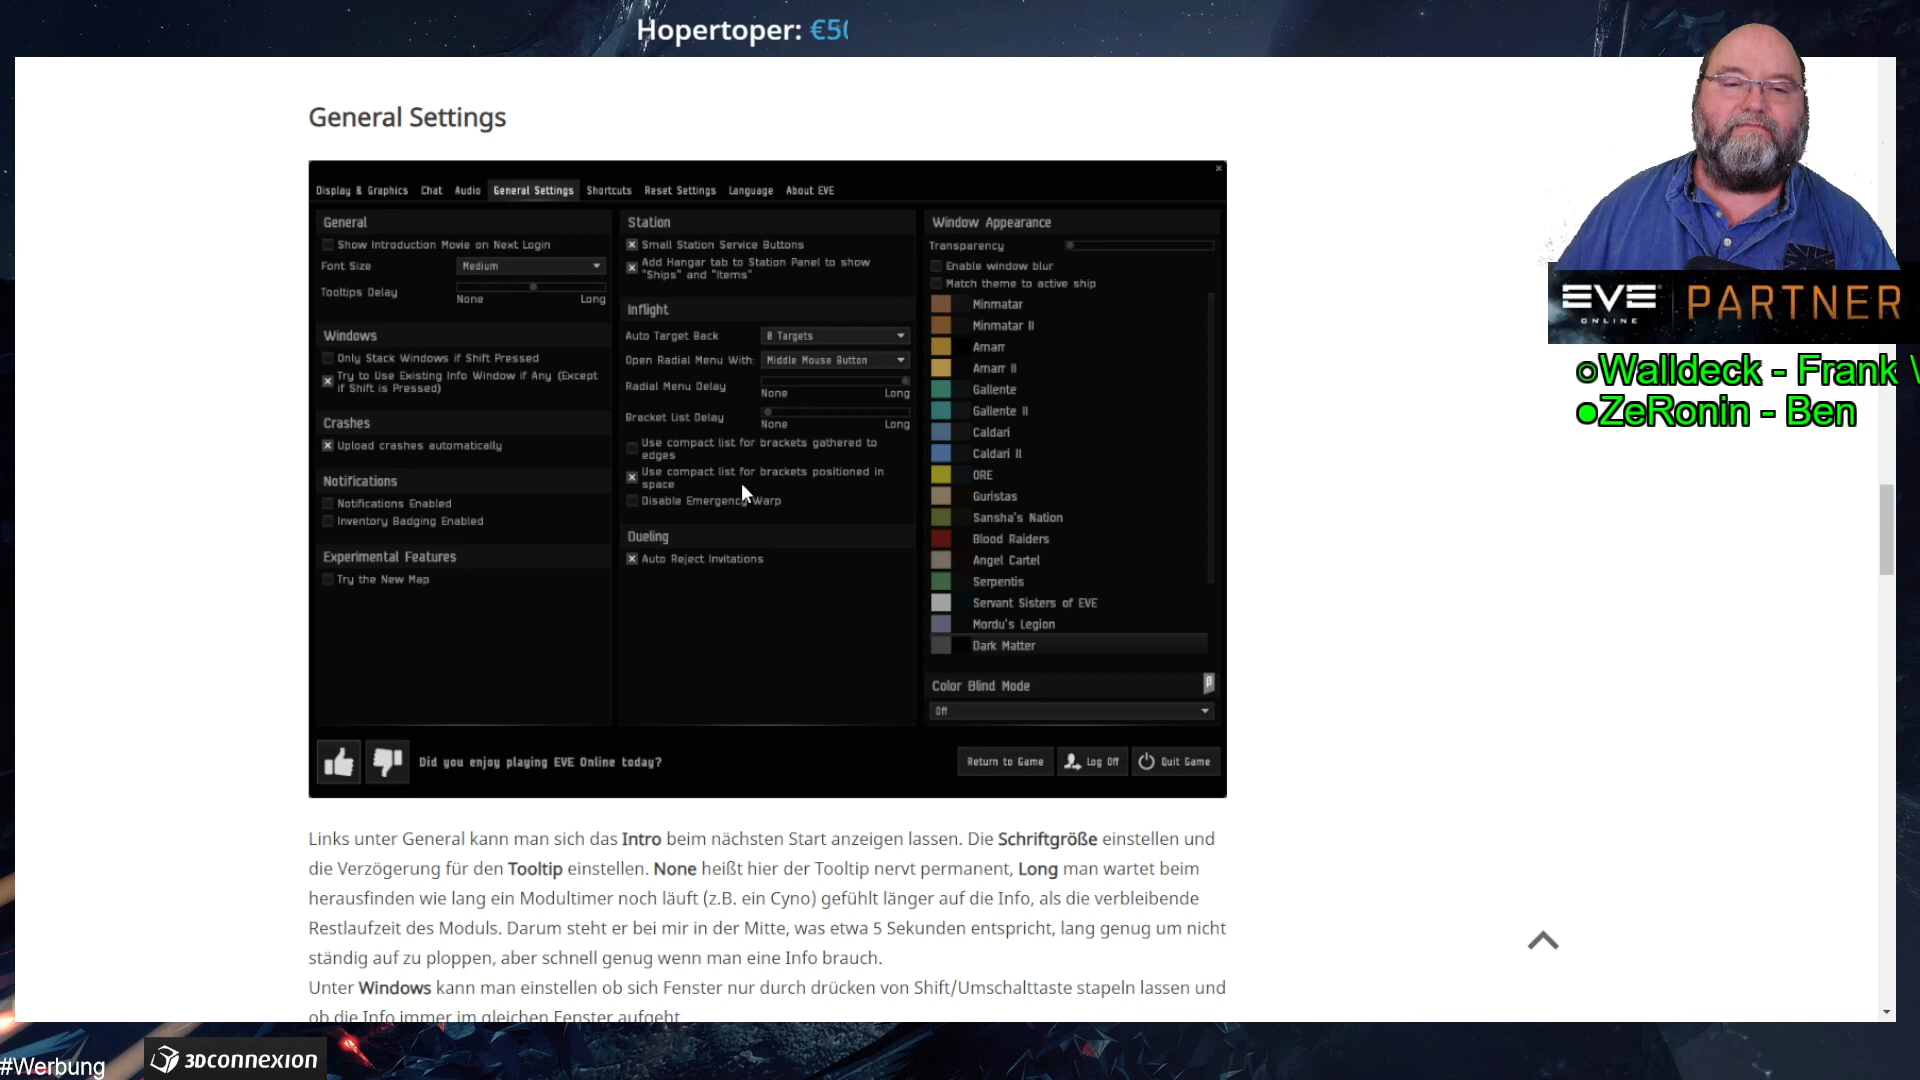 Hopertoper: €50
General Settings
Display & Graphics Chat Audio General Settings Shortcuts Reset Settings Language About EVE
General
Show Introduction Movie on Next Login
Font Size Medium
Tooltips Delay
None Long
Windows
Only Stack Windows if Shift Pressed
Try to Use Existing Info Window if Any (Except
if Shift is Pressed)
Crashes
Upload crashes automatically
Notifications
Notifications Enabled
Inventory Badging Enabled
Experimental Features
Try the New Map
Station
Small Station Service Buttons
Add Hangar tab to Station Panel to show
"Ships" and "Items"
Inflight
Auto Target Back 0 Targets
Open Radial Menu With: Middle Mouse Button
Radial Menu Delay
None Long
Bracket List Delay
None Long
Use compact list for brackets gathered to
edges
Use compact list for brackets positioned in
space
Disable Emergency Warp
Dueling
Auto Reject Invitations
Window Appearance
Transparency
Enable window blur
Match theme to active ship
Minmatar
Minmatar II
Amarr
Amarr II
Gallente
Gallente II
Caldari
Caldari II
ORE
Guristas
Sansha's Nation
Blood Raiders
Angel Cartel
Serpentis
Servant Sisters of EVE
Mordu's Legion
Dark Matter
Color Blind Mode β
Off
Did you enjoy playing EVE Online today?
Return to Game Log Off Quit Game
Links unter General kann man sich das Intro beim nächsten Start anzeigen lassen. Die Schriftgröße einstellen und
die Verzögerung für den Tooltip einstellen. None heißt hier der Tooltip nervt permanent, Long man wartet beim
herausfinden wie lang ein Modultimer noch läuft (z.B. ein Cyno) gefühlt länger auf die Info, als die verbleibende
Restlaufzeit des Moduls. Darum steht er bei mir in der Mitte, was etwa 5 Sekunden entspricht, lang genug um nicht
ständig auf zu ploppen, aber schnell genug wenn man eine Info brauch.
Unter Windows kann man einstellen ob sich Fenster nur durch drücken von Shift/Umschalttaste stapeln lassen und
ob die Info immer im gleichen Fenster aufgeht
EVE ONLINE PARTNER
Walldeck - Frank
ZeRonin - Ben
#Werbung
3Dconnexion